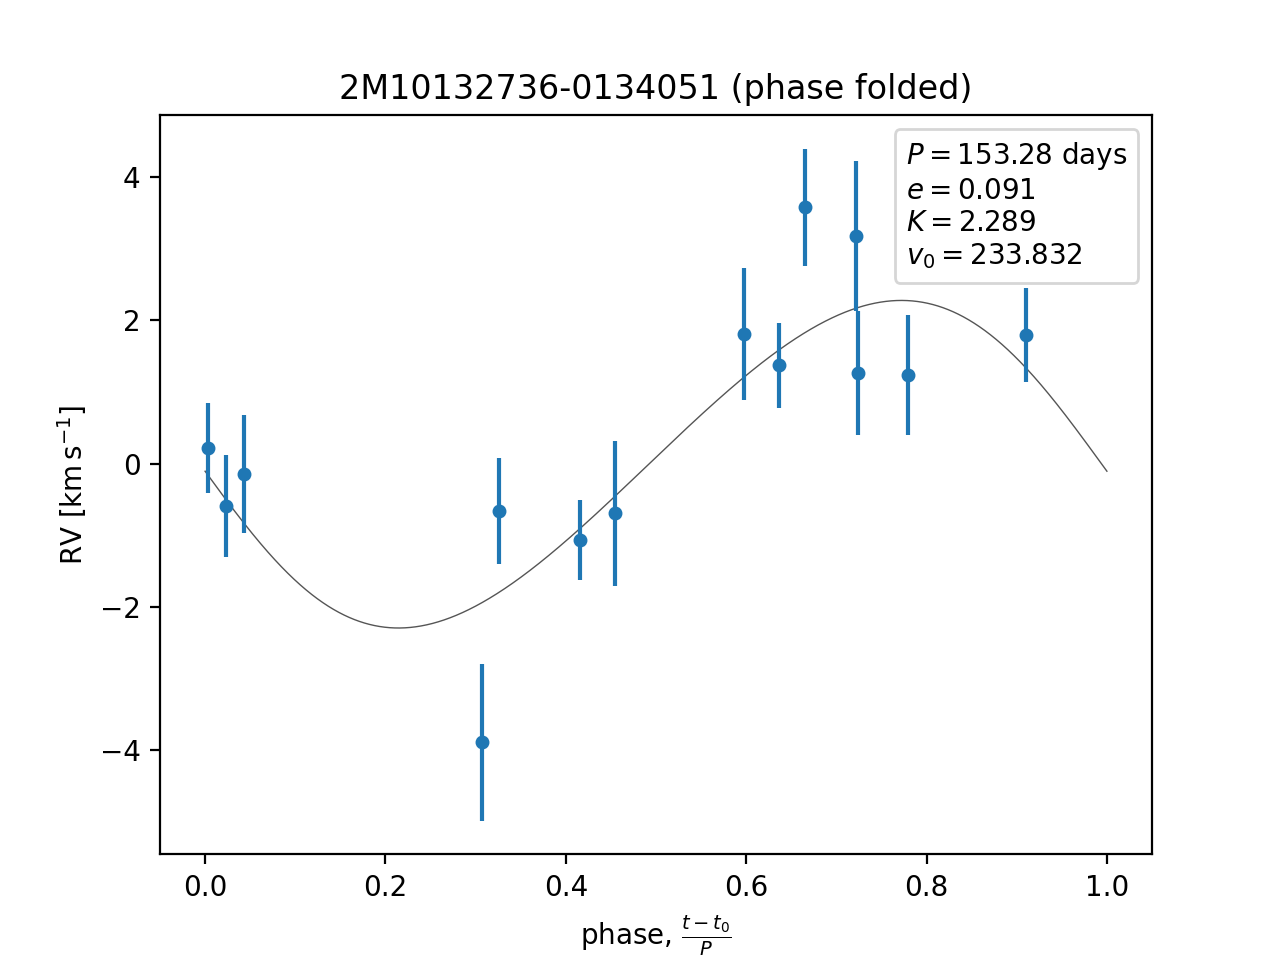 2M10132736-0134051 (phase folded)
P = 153.28 days
e = 0.091
K = 2.289
v₀ = 233.832
RV [km s⁻¹]
4
2
0
−2
−4
0.0 0.2 0.4 0.6 0.8 1.0
phase, (t − t₀)/P